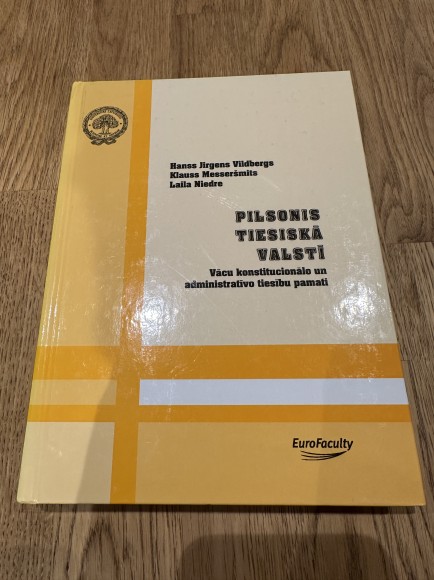 Hanss Jirgens Vildbergs
Klauss Messeršmits
Laila Niedre
PILSONIS
TIESISKĀ
VALSTĪ
Vācu konstitucionālo un
administratīvo tiesību pamati
EuroFaculty